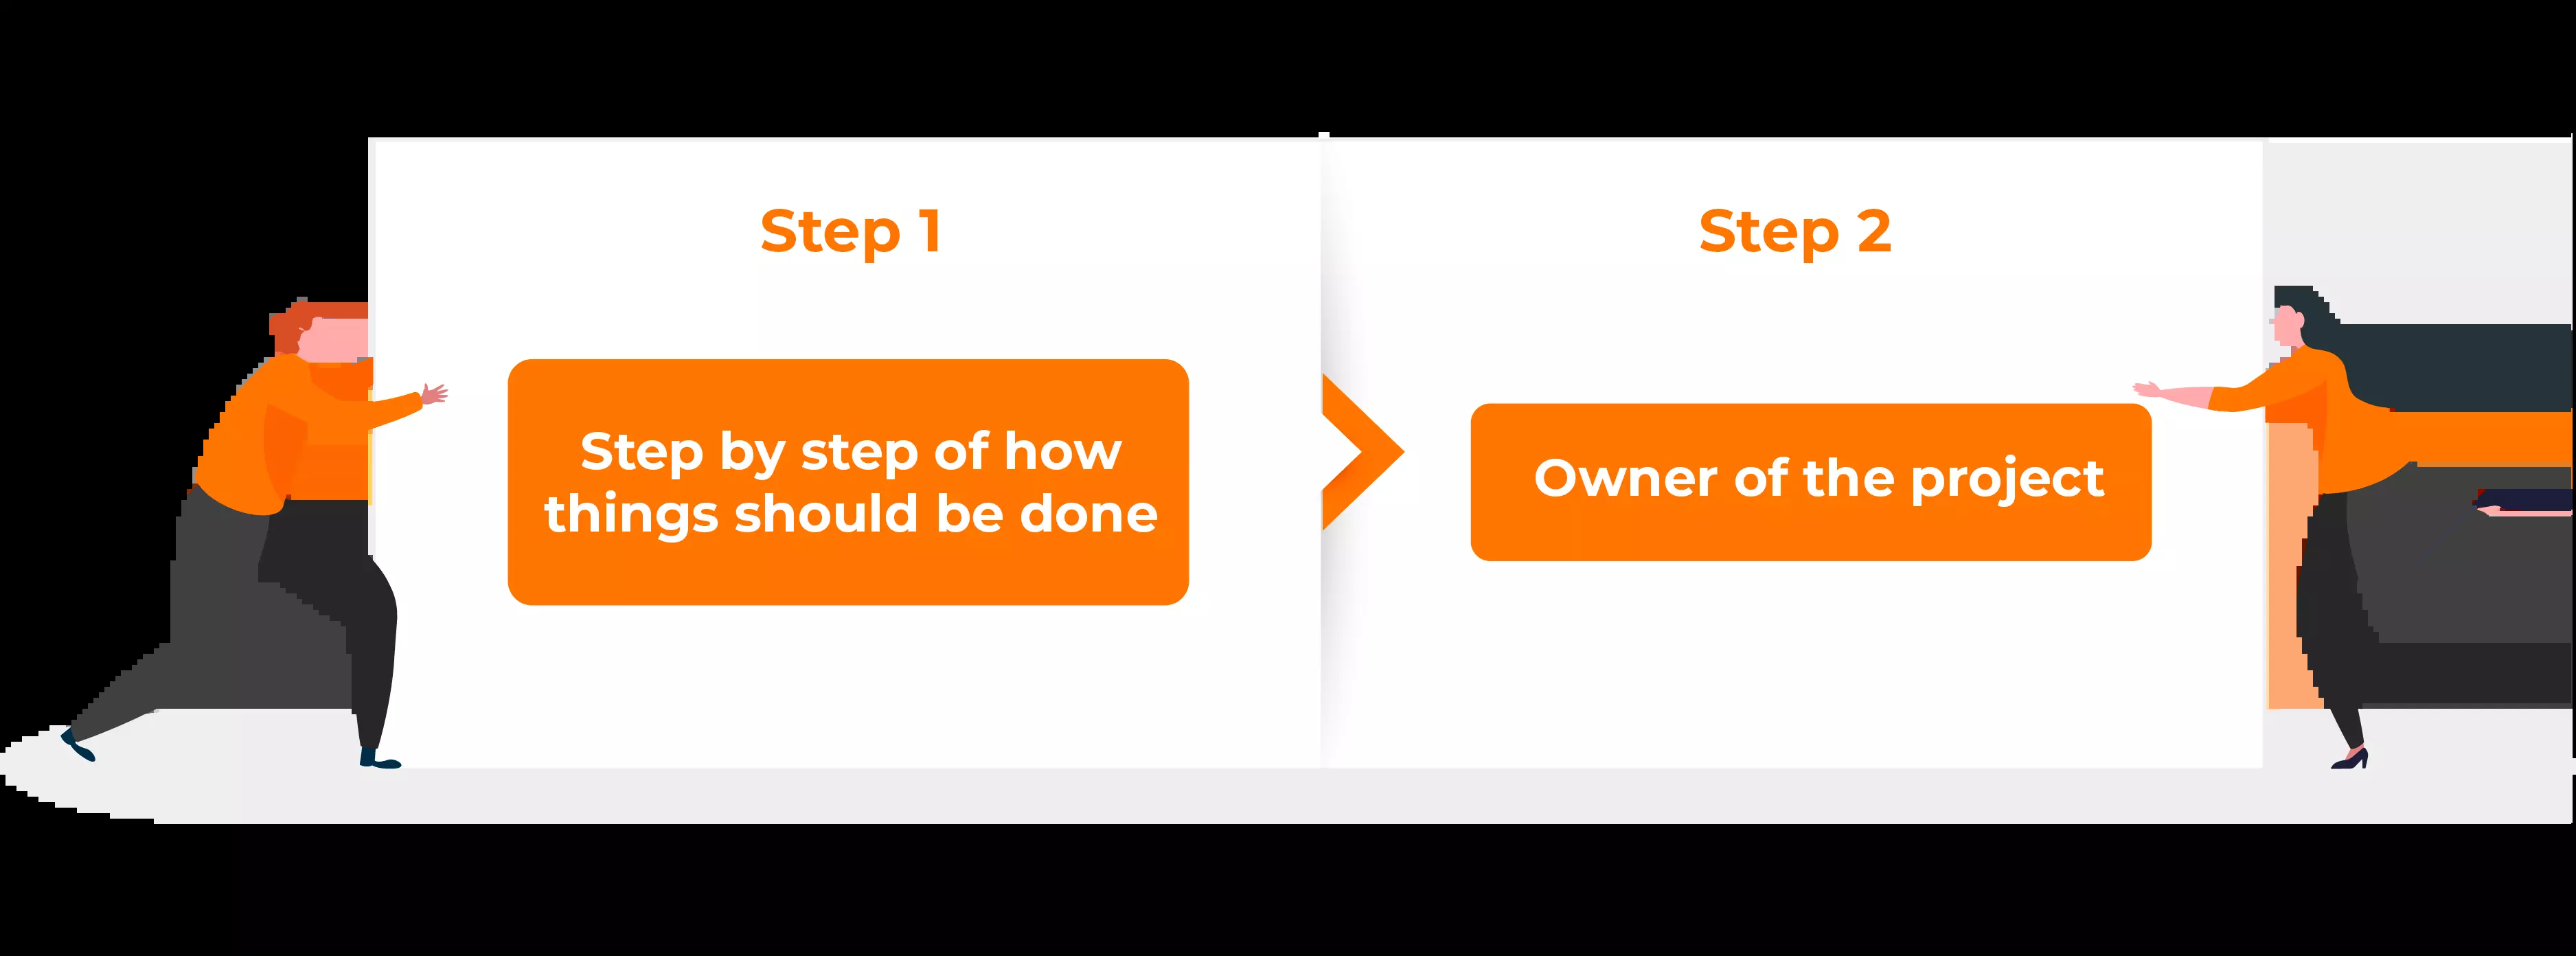 Step 1
Step by step of how
things should be done
Step 2
Owner of the project